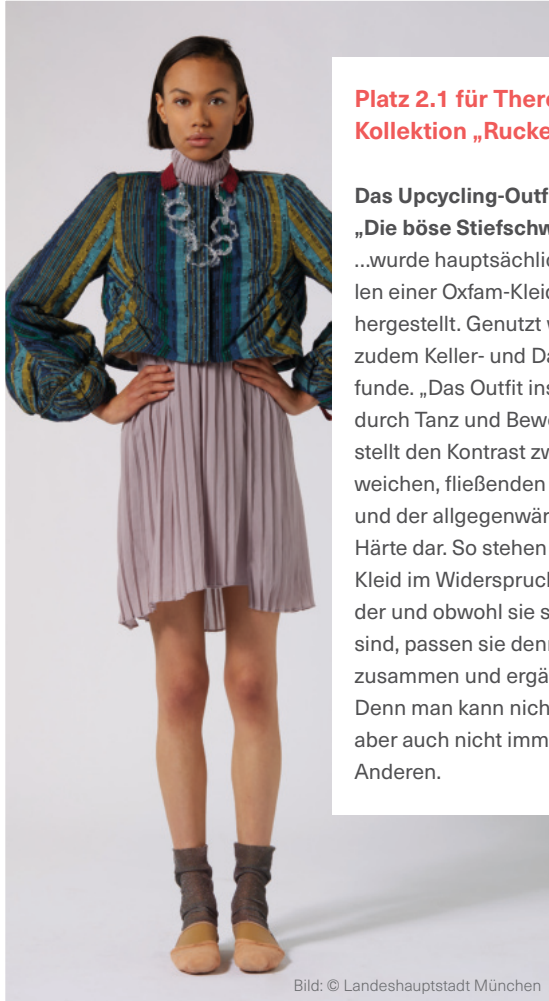 Platz 2.1 für There
Kollektion „Rucke
Das Upcycling-Outf
„Die böse Stiefschw
...wurde hauptsächlic
len einer Oxfam-Kleid
hergestellt. Genutzt w
zudem Keller- und Da
funde. „Das Outfit ins
durch Tanz und Bewe
stellt den Kontrast zw
weichen, fließenden
und der allgegenwär
Härte dar. So stehen
Kleid im Widerspruch
der und obwohl sie s
sind, passen sie denn
zusammen und ergä
Denn man kann nich
aber auch nicht imm
Anderen.
Bild: © Landeshauptstadt München